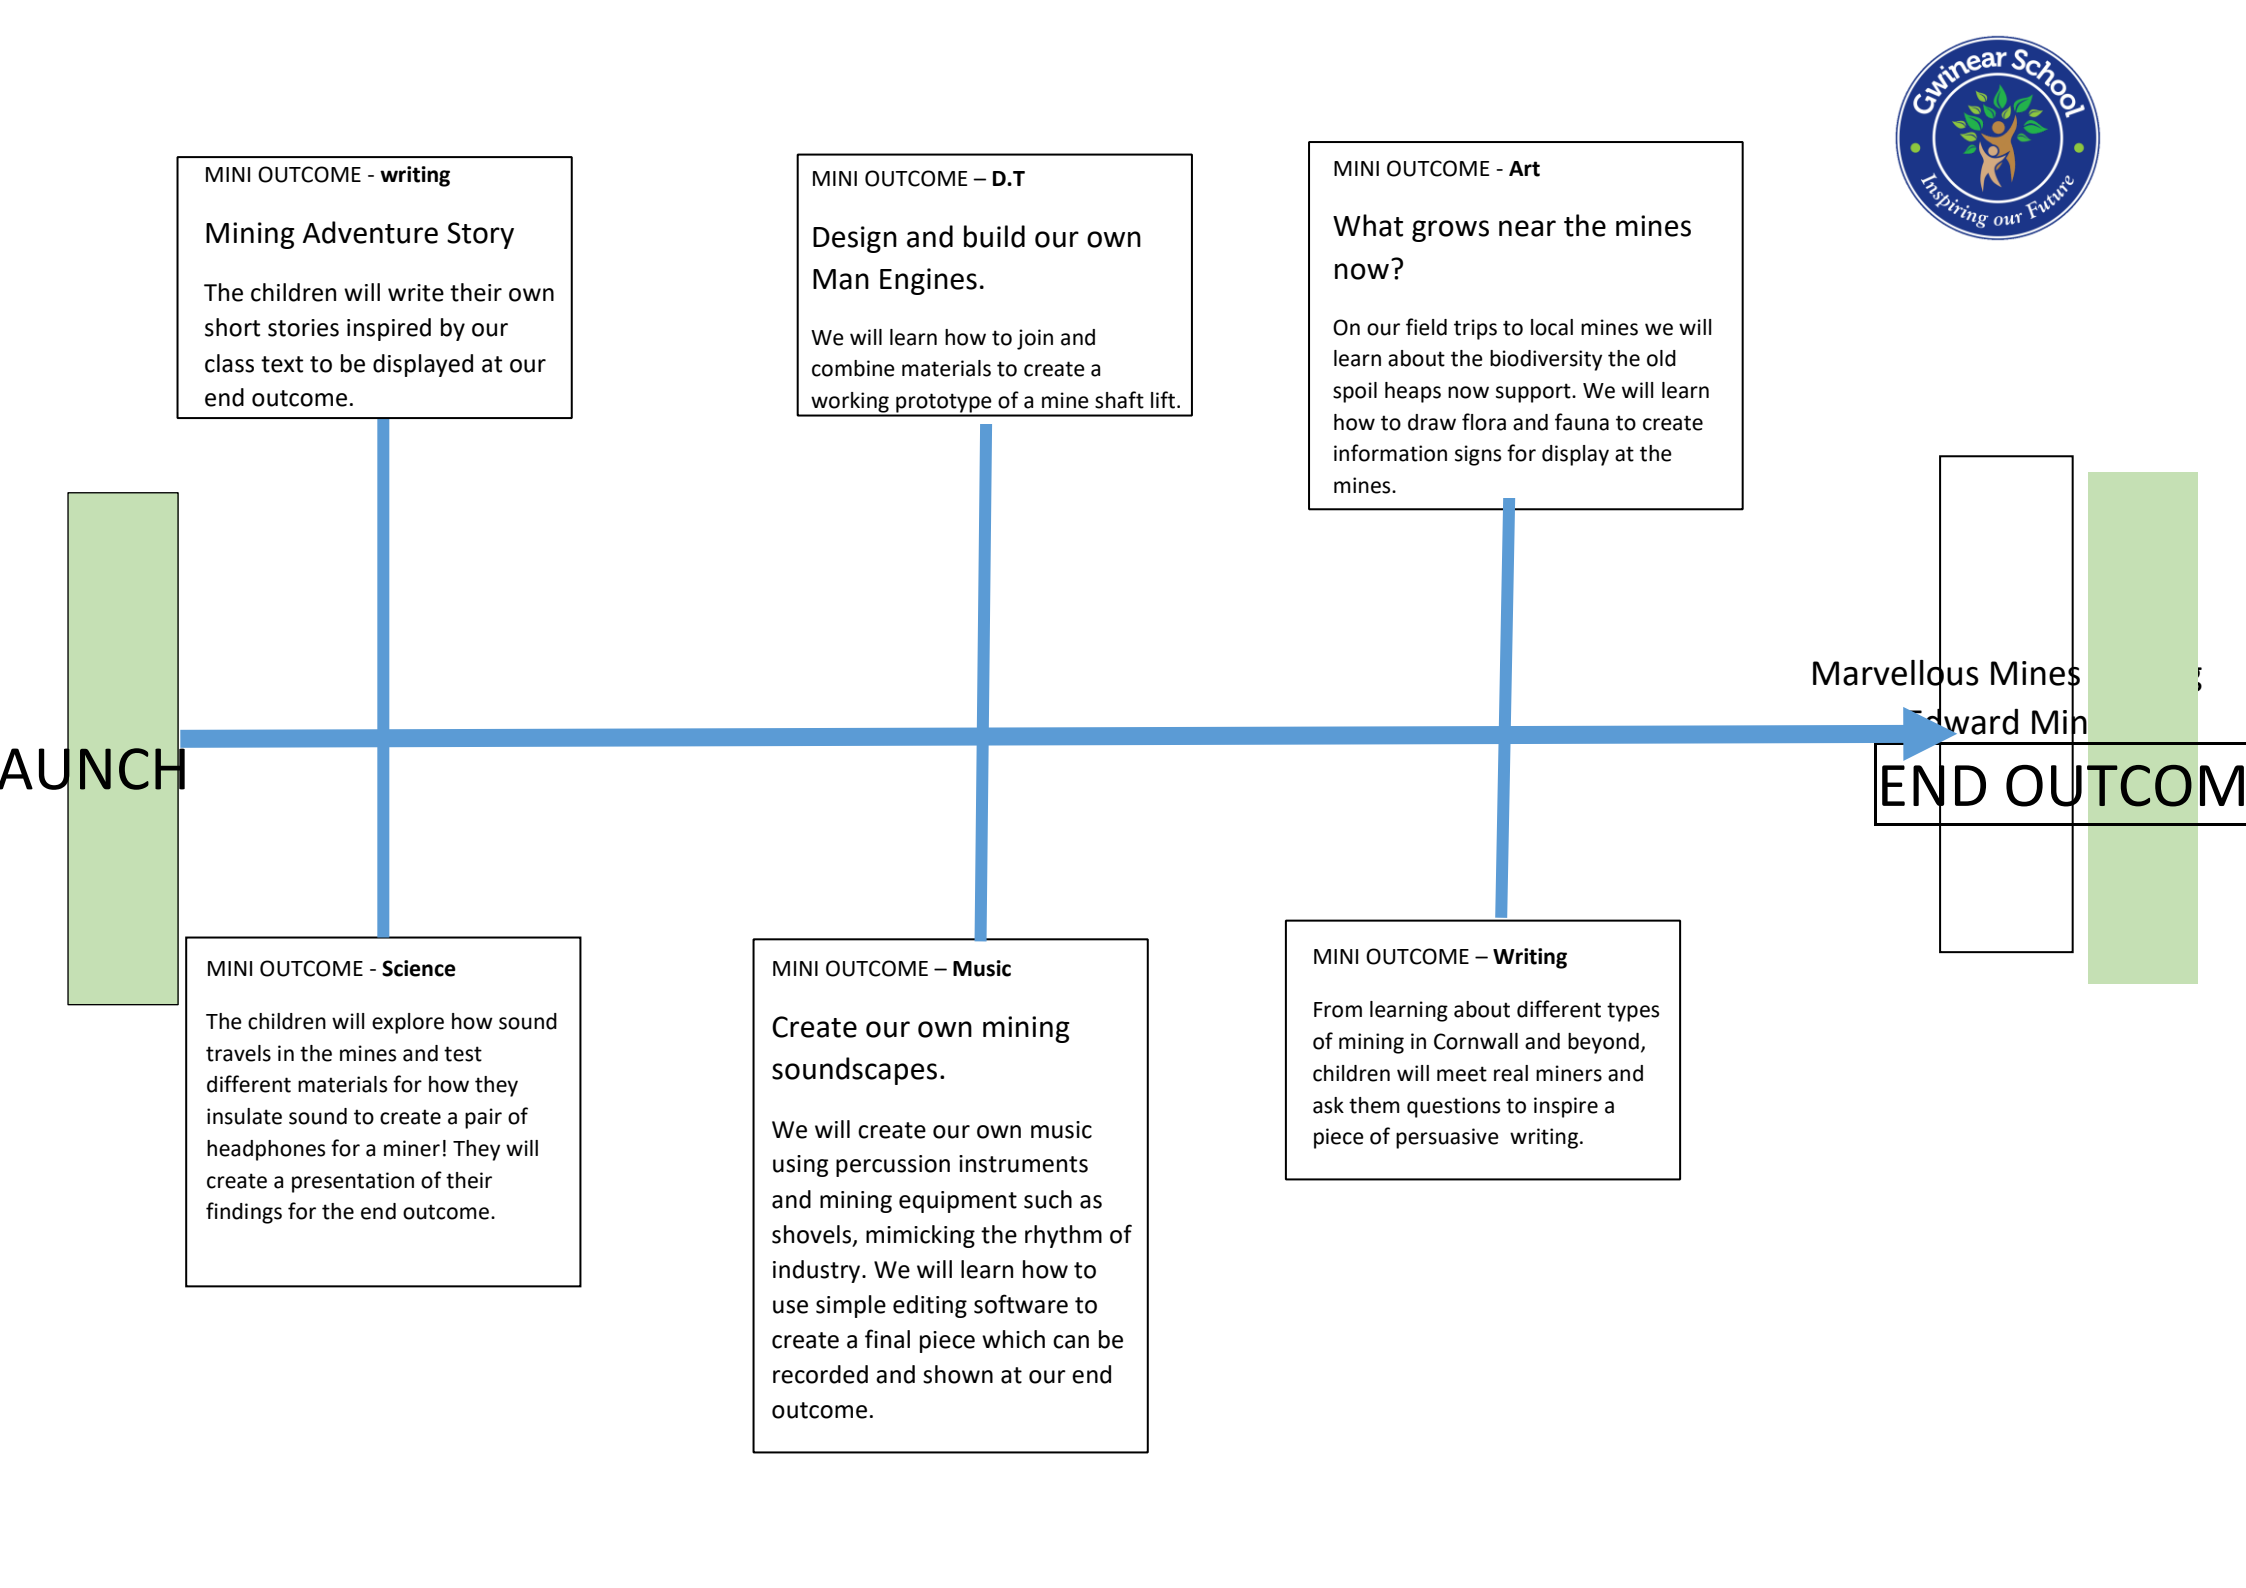 Gwinear School
Inspiring our Future
MINI OUTCOME - writing
Mining Adventure Story
The children will write their own
short stories inspired by our
class text to be displayed at our
end outcome.
MINI OUTCOME – D.T
Design and build our own
Man Engines.
We will learn how to join and
combine materials to create a
working prototype of a mine shaft lift.
MINI OUTCOME - Art
What grows near the mines
now?
On our field trips to local mines we will
learn about the biodiversity the old
spoil heaps now support. We will learn
how to draw flora and fauna to create
information signs for display at the
mines.
AUNCH
Marvellous Mines
Edward Min
END OUTCOM
MINI OUTCOME - Science
The children will explore how sound
travels in the mines and test
different materials for how they
insulate sound to create a pair of
headphones for a miner! They will
create a presentation of their
findings for the end outcome.
MINI OUTCOME – Music
Create our own mining
soundscapes.
We will create our own music
using percussion instruments
and mining equipment such as
shovels, mimicking the rhythm of
industry. We will learn how to
use simple editing software to
create a final piece which can be
recorded and shown at our end
outcome.
MINI OUTCOME – Writing
From learning about different types
of mining in Cornwall and beyond,
children will meet real miners and
ask them questions to inspire a
piece of persuasive  writing.